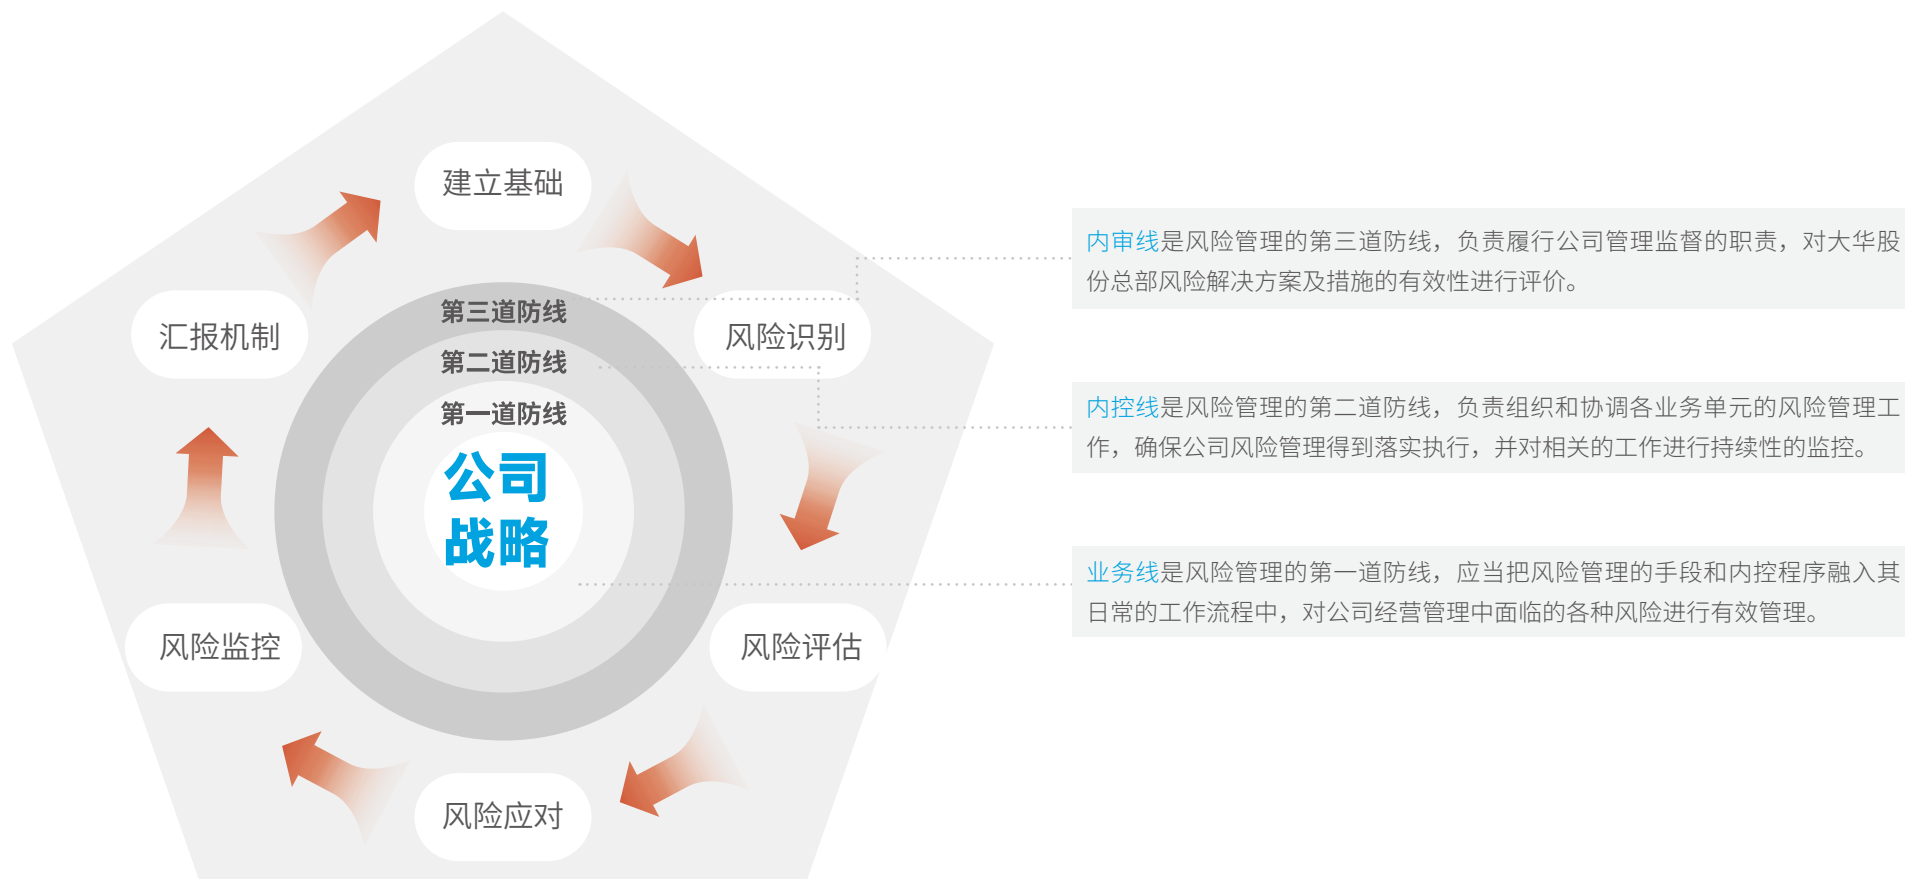 建立基础
汇报机制
风险识别
第三道防线
第二道防线
第一道防线
公司
战略
风险监控
风险评估
风险应对
内审线是风险管理的第三道防线，负责履行公司管理监督的职责，对大华股
份总部风险解决方案及措施的有效性进行评价。
内控线是风险管理的第二道防线，负责组织和协调各业务单元的风险管理工
作，确保公司风险管理得到落实执行，并对相关的工作进行持续性的监控。
业务线是风险管理的第一道防线，应当把风险管理的手段和内控程序融入其
日常的工作流程中，对公司经营管理中面临的各种风险进行有效管理。